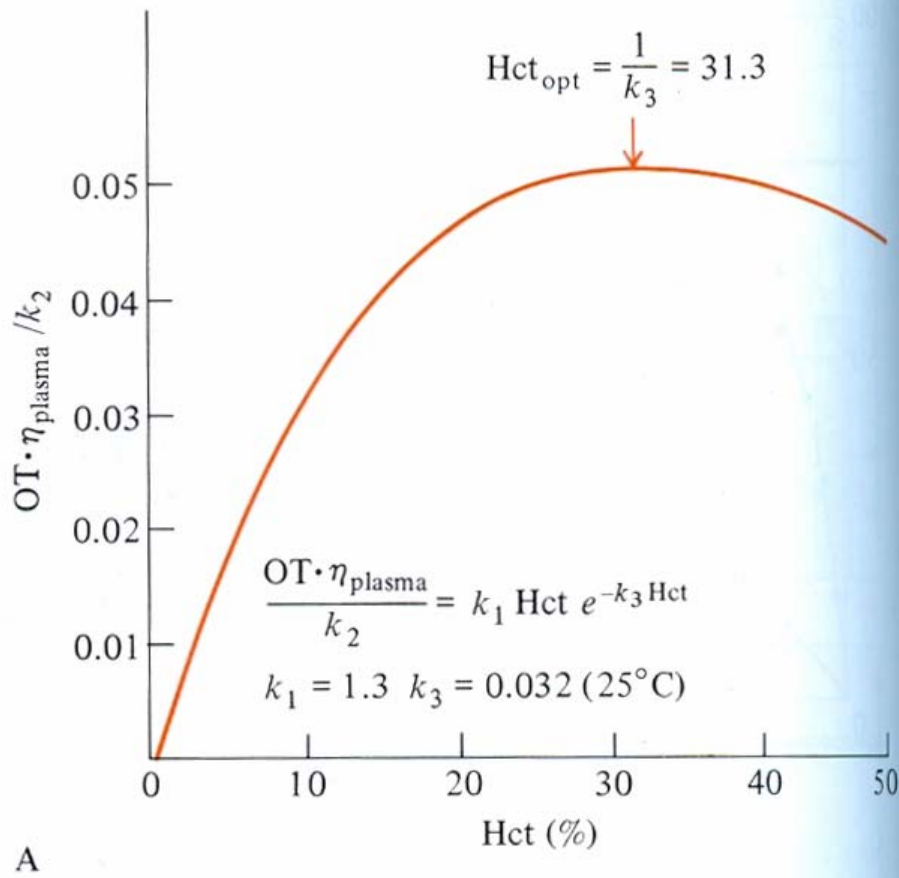 Hct_opt = 1/k_3 = 31.3
OT·η_plasma/k_2
0.05
0.04
0.03
0.02
0.01
OT·η_plasma/k_2 = k_1 Hct e^{-k_3 Hct}
k_1 = 1.3 k_3 = 0.032 (25°C)
0 10 20 30 40 50
Hct (%)
A